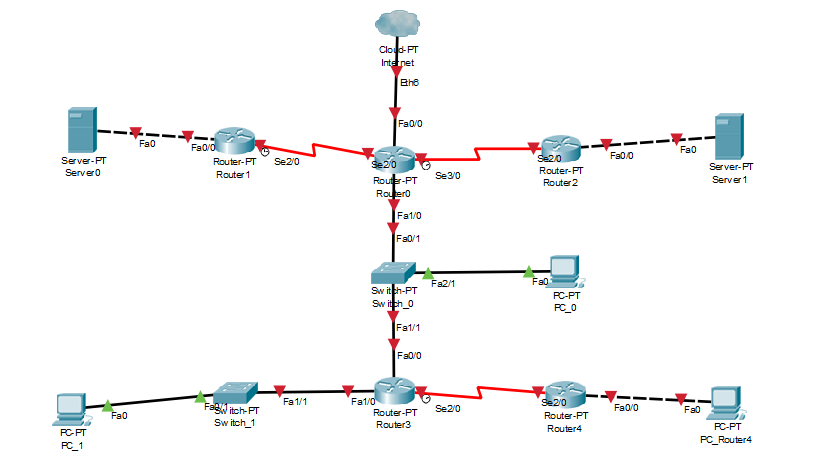 Cloud-PT
Internet
Eth6
Fa0/0
Server-PT
Server0
Fa0
Fa0/0
Router-PT
Router1
Se2/0
Se2/0
Router-PT
Router0
Se3/0
Se2/0
Router-PT
Router2
Fa0/0
Fa0
Server-PT
Server1
Fa1/0
Fa0/1
Switch-PT
Switch_0
Fa2/1
Fa0
PC-PT
PC_0
Fa1/1
Fa0/0
PC-PT
PC_1
Fa0
Fa0/1
Switch-PT
Switch_1
Fa1/1
Fa1/0
Router-PT
Router3
Se2/0
Se2/0
Router-PT
Router4
Fa0/0
Fa0
PC-PT
PC_Router4